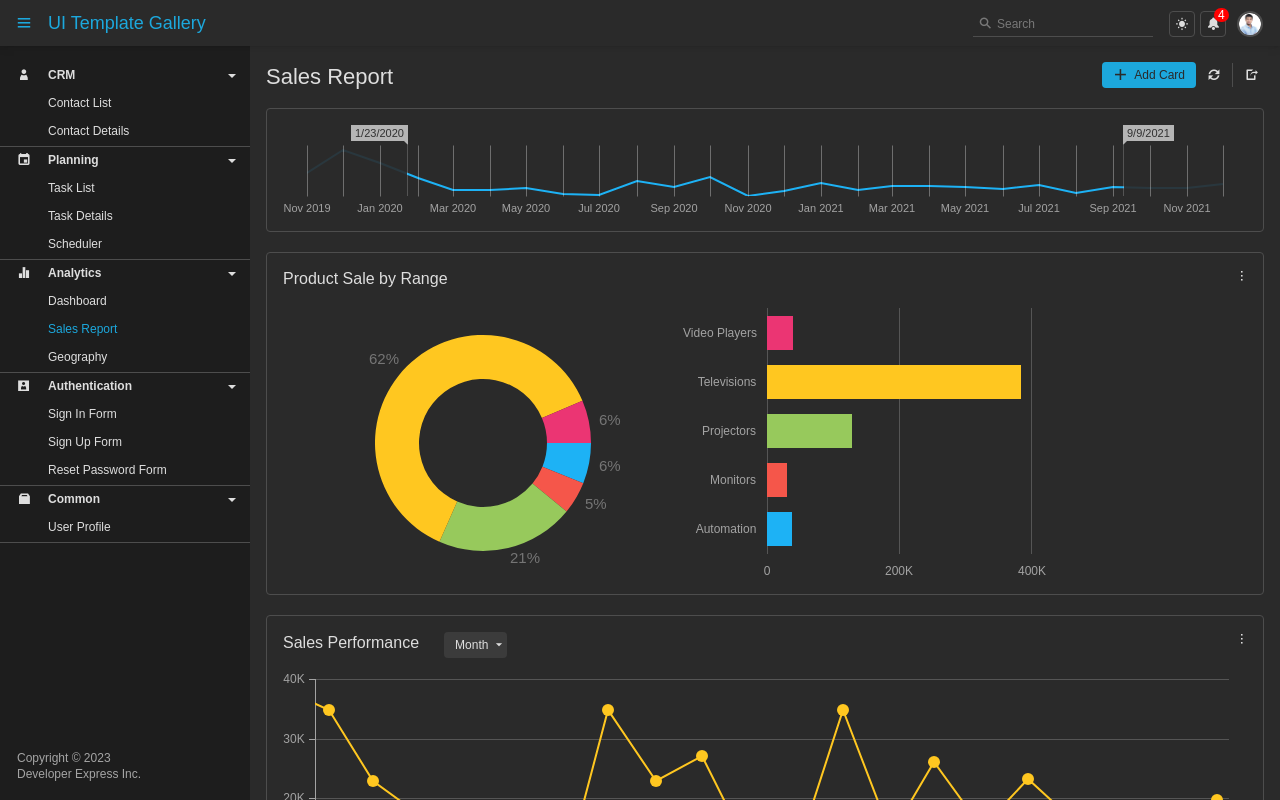 UI Template Gallery
Search
4
CRM
Contact List
Contact Details
Planning
Task List
Task Details
Scheduler
Analytics
Dashboard
Sales Report
Geography
Authentication
Sign In Form
Sign Up Form
Reset Password Form
Common
User Profile
Copyright © 2023
Developer Express Inc.
Sales Report
Add Card
1/23/2020
9/9/2021
Nov 2019
Jan 2020
Mar 2020
May 2020
Jul 2020
Sep 2020
Nov 2020
Jan 2021
Mar 2021
May 2021
Jul 2021
Sep 2021
Nov 2021
Product Sale by Range
62%
6%
6%
5%
21%
Video Players
Televisions
Projectors
Monitors
Automation
0
200K
400K
Sales Performance
Month
40K
30K
20K